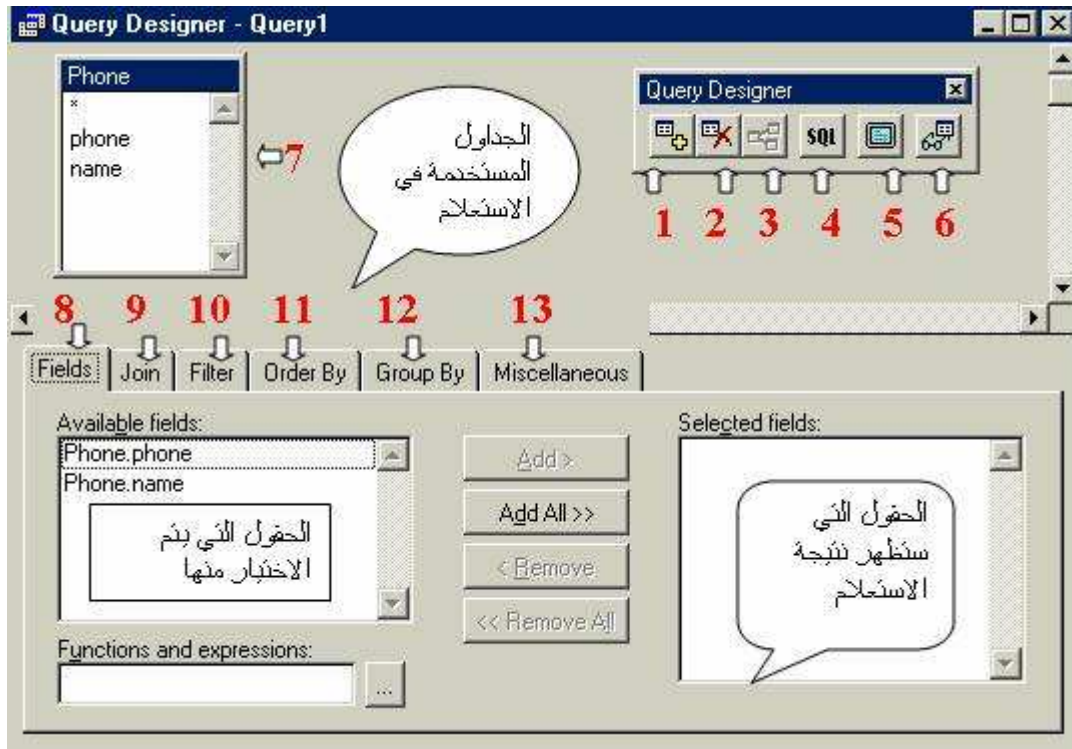 Query Designer - Query1
Phone
*
phone
name
7
الجداول
المستخدمة في
الاستعلام
Query Designer
SQL
1 2 3 4 5 6
8 9 10 11 12 13
Fields Join Filter Order By Group By Miscellaneous
Available fields:
Phone.phone
Phone.name
الحقول التي يتم
الاختيار منها
Functions and expressions:
...
Add >
Add All >>
< Remove
<< Remove All
Selected fields:
الحقول التي
ستظهر نتيجة
الاستعلام